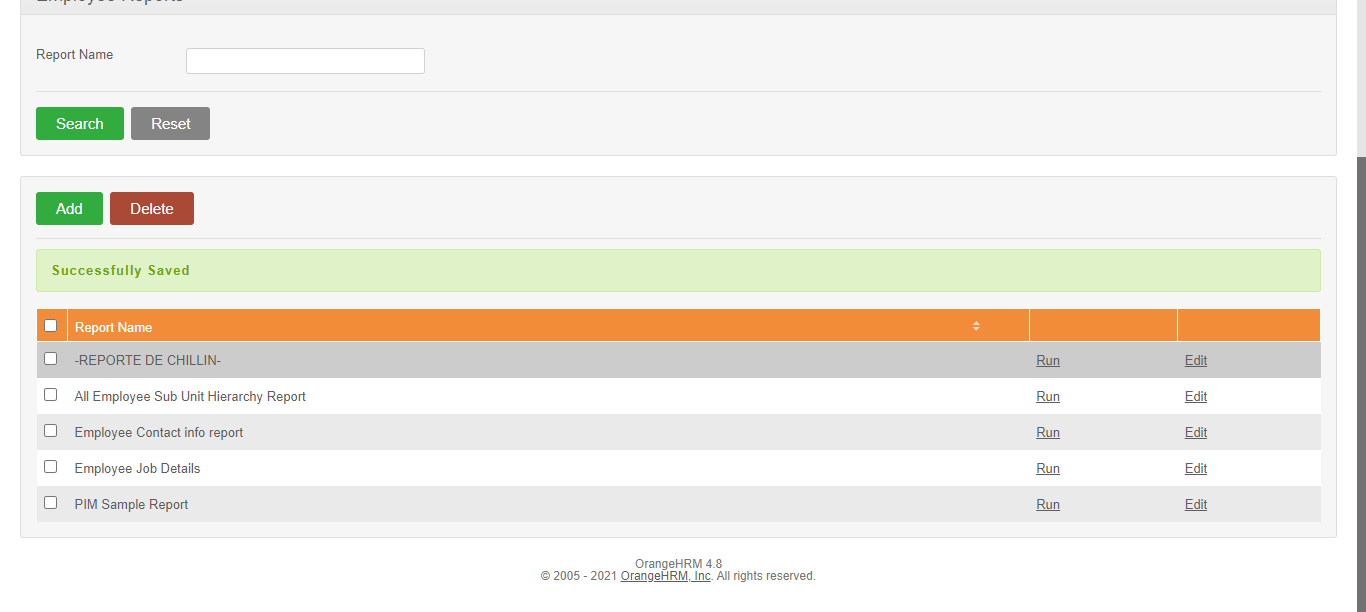 Employee Reports
Report Name
Search Reset
Add Delete
Successfully Saved
Report Name
-REPORTE DE CHILLIN- Run Edit
All Employee Sub Unit Hierarchy Report Run Edit
Employee Contact info report Run Edit
Employee Job Details Run Edit
PIM Sample Report Run Edit
OrangeHRM 4.8
© 2005 - 2021 OrangeHRM, Inc. All rights reserved.